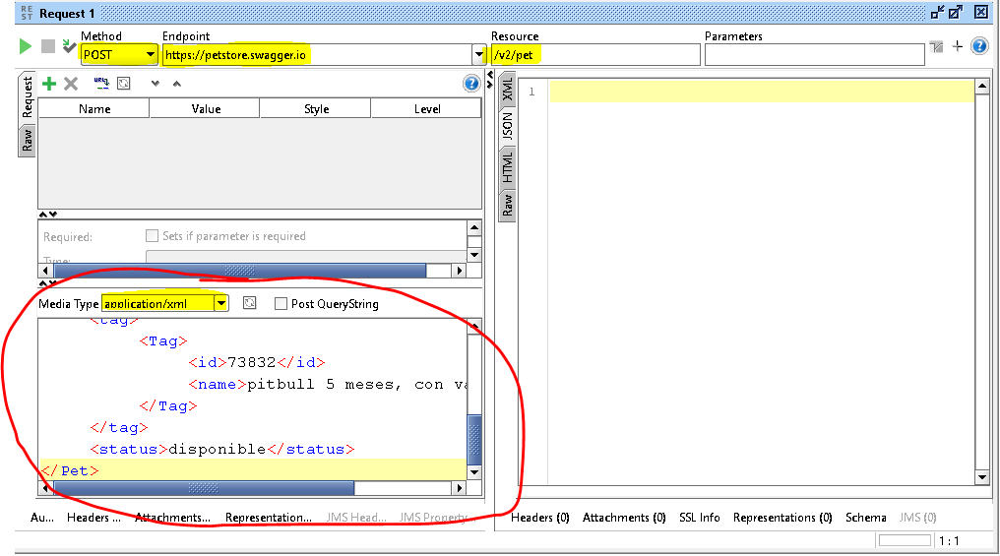 RE
ST
Request 1
Method
Endpoint
Resource
Parameters
POST
https://petstore.swagger.io
/v2/pet
Request
Raw
Name
Value
Style
Level
Required:
Sets if parameter is required
Type:
Media Type
application/xml
Post QueryString
<tag>
<Tag>
<id>73832</id>
<name>pitbull 5 meses, con
</Tag>
</tag>
<status>disponible</status>
</Pet>
Au...
Headers ...
Attachments...
Representation...
JMS Head...
JMS Property...
XML
JSON
HTML
Raw
1
Headers (0)
Attachments (0)
SSL Info
Representations (0)
Schema
JMS (0)
1 : 1